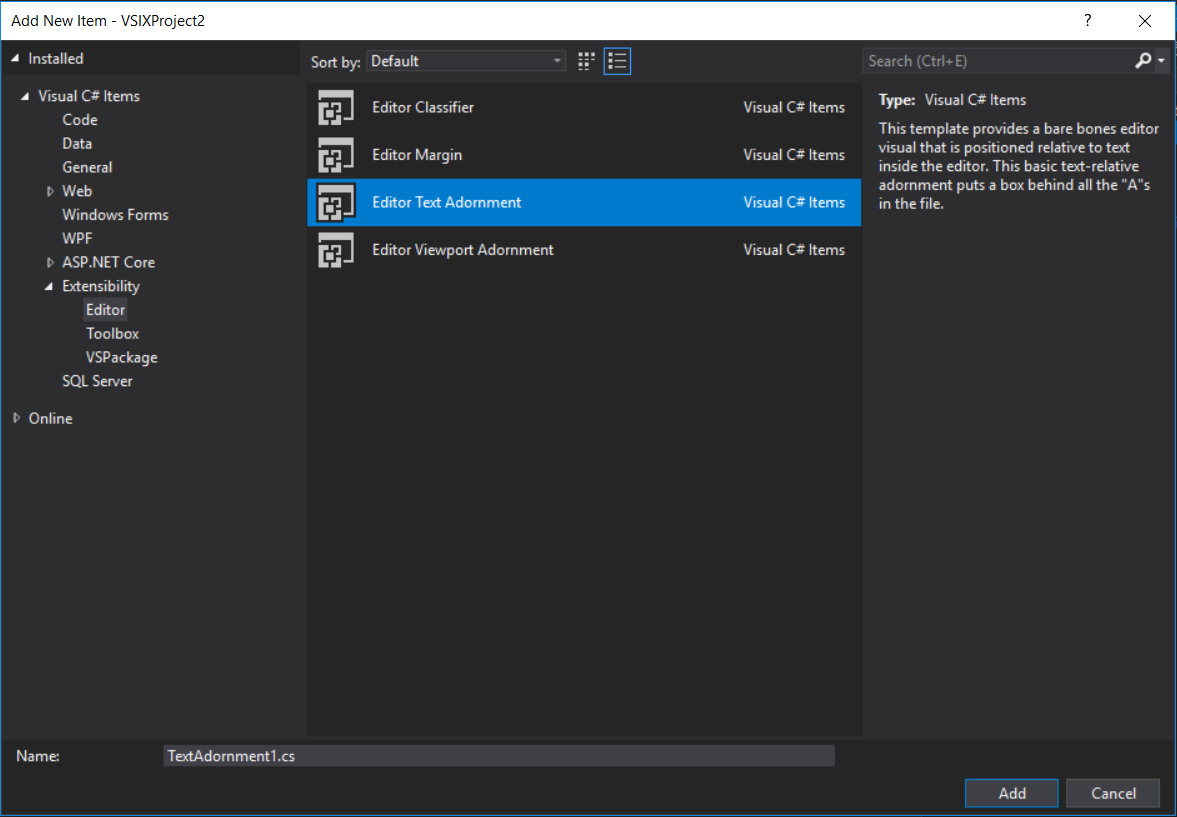 Add New Item - VSIXProject2
?
Installed
Sort by: Default
Search (Ctrl+E)
Visual C# Items
Code
Data
General
Web
Windows Forms
WPF
ASP.NET Core
Extensibility
Editor
Toolbox
VSPackage
SQL Server
Online
Editor Classifier Visual C# Items
Editor Margin Visual C# Items
Editor Text Adornment Visual C# Items
Editor Viewport Adornment Visual C# Items
Type: Visual C# Items
This template provides a bare bones editor
visual that is positioned relative to text
inside the editor. This basic text-relative
adornment puts a box behind all the "A"s
in the file.
Name: TextAdornment1.cs
Add Cancel